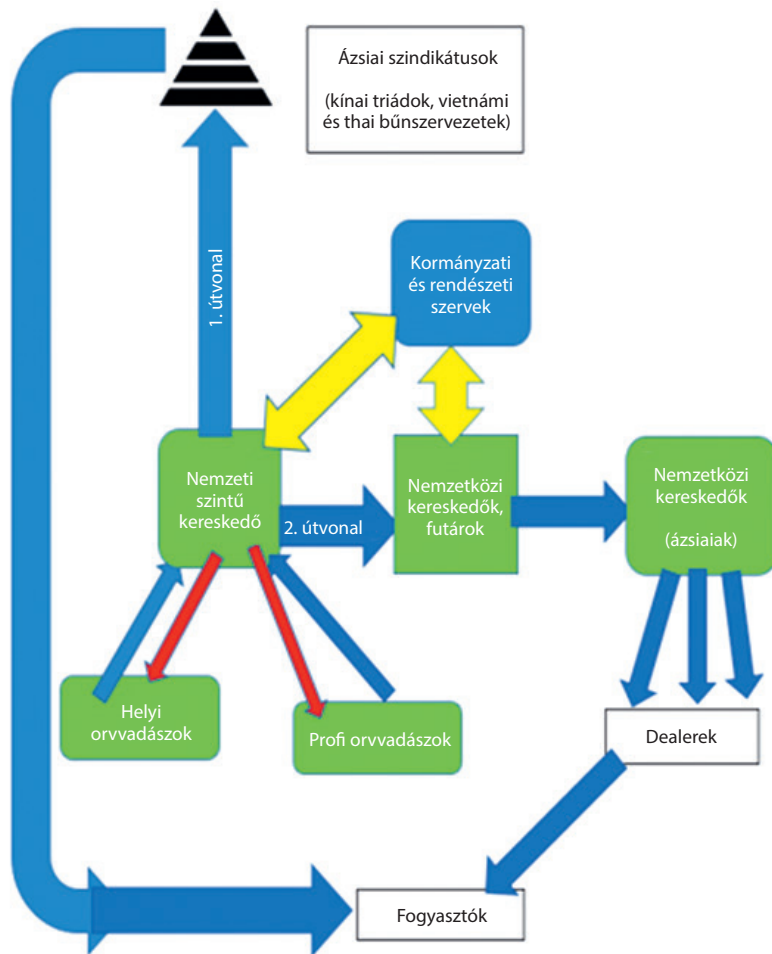 Ázsiai szindikátusok
(kínai triádok, vietnámi
és thai bűnszervezetek)
1. útvonal
Kormányzati
és rendészeti
szervek
Nemzeti
szintű
kereskedő
2. útvonal
Nemzetközi
kereskedők,
futárok
Nemzetközi
kereskedők
(ázsiaiak)
Helyi
orvvadászok
Profi orvvadászok
Dealerek
Fogyasztók